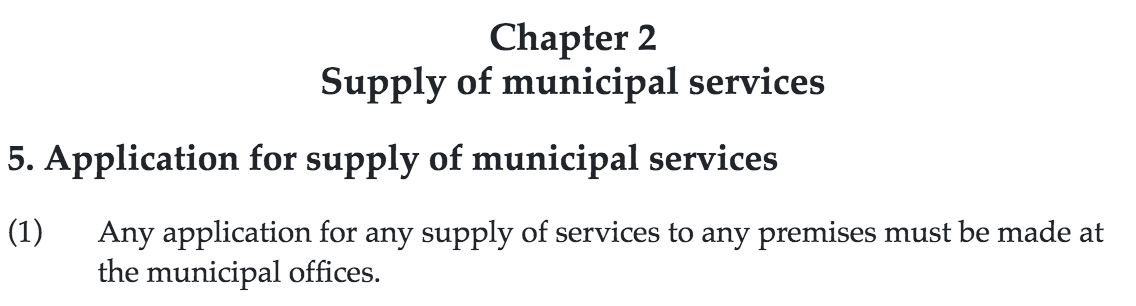 Chapter 2
Supply of municipal services
5. Application for supply of municipal services
(1) Any application for any supply of services to any premises must be made at
the municipal offices.